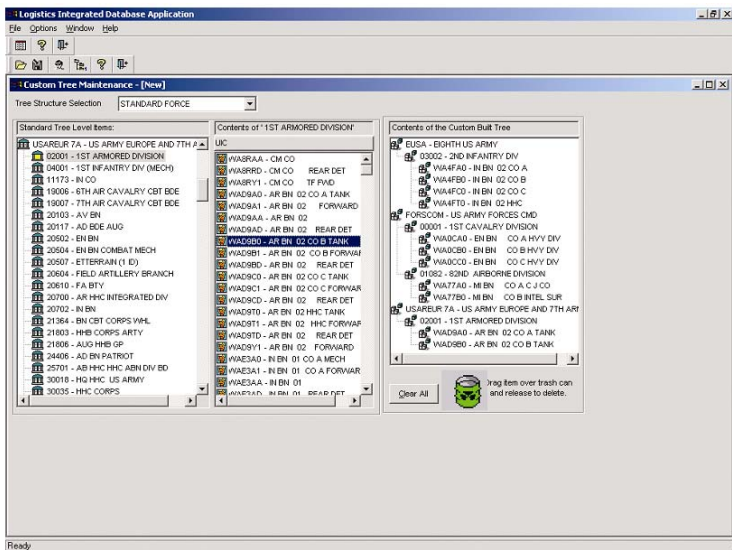 Logistics Integrated Database Application
File Options Window Help
Custom Tree Maintenance - [New]
Tree Structure Selection STANDARD FORCE
Standard Tree Level Items:
USAREUR 7A - US ARMY EUROPE AND 7TH A
02001 - 1ST ARMORED DIVISION
04001 - 1ST INFANTRY DIV (MECH)
11173 - IN CO
19006 - 6TH AIR CAVALRY CBT BDE
19007 - 7TH AIR CAVALRY CBT BDE
20103 - AV BN
20117 - AD BDE AUG
20502 - EN BN
20504 - EN BN COMBAT MECH
20507 - ETTERRAIN (1 ID)
20604 - FIELD ARTILLERY BRANCH
20610 - FA BTY
20700 - AR HHC INTEGRATED DIV
20702 - IN BN
21364 - BN CBT CORPS WHL
21803 - HHB CORPS ARTY
21806 - AUG HHB GP
24406 - AD BN PATRIOT
25701 - AB HHC HHC ABN DIV BD
30018 - HQ HHC US ARMY
30035 - HHC CORPS
Contents of '1ST ARMORED DIVISION'
UIC
WA8RAA - CM CO
WA8RRD - CM CO REAR DET
WA8RY1 - CM CO TF FWD
WAD9A0 - AR BN 02 CO A TANK
WAD9A1 - AR BN 02 FORWARD
WAD9AA - AR BN 02
WAD9AD - AR BN 02 REAR DET
WAD9B0 - AR BN 02 CO B TANK
WAD9B1 - AR BN 02 CO B FORWAR
WAD9BD - AR BN 02 REAR DET
WAD9C0 - AR BN 02 CO C TANK
WAD9C1 - AR BN 02 CO C FORWAR
WAD9CD - AR BN 02 REAR DET
WAD9T0 - AR BN 02 HHC TANK
WAD9T1 - AR BN 02 HHC FORWAR
WAD9TD - AR BN 02 REAR DET
WAD9Y1 - AR BN 02 FORWARD
WAE3A0 - IN BN 01 CO A MECH
WAE3A1 - IN BN 01 CO A FORWAR
WAE3AA - IN BN 01
WAE3AD - IN BN 01 REAR DET
Contents of the Custom Built Tree
EUSA - EIGHTH US ARMY
03002 - 2ND INFANTRY DIV
WA4FA0 - IN BN 02 CO A
WA4FB0 - IN BN 02 CO B
WA4FC0 - IN BN 02 CO C
WA4FT0 - IN BN 02 HHC
FORSCOM - US ARMY FORCES CMD
00001 - 1ST CAVALRY DIVISION
WA0CA0 - EN BN CO A HVY DIV
WA0CB0 - EN BN CO B HVY DIV
WA0CC0 - EN BN CO C HVY DIV
01082 - 82ND AIRBORNE DIVISION
WA77A0 - MI BN CO A C J CO
WA77B0 - MI BN CO B INTEL SUR
USAREUR 7A - US ARMY EUROPE AND 7TH ARI
02001 - 1ST ARMORED DIVISION
WAD9A0 - AR BN 02 CO A TANK
WAD9B0 - AR BN 02 CO B TANK
Clear All
Drag item over trash can
and release to delete.
Ready